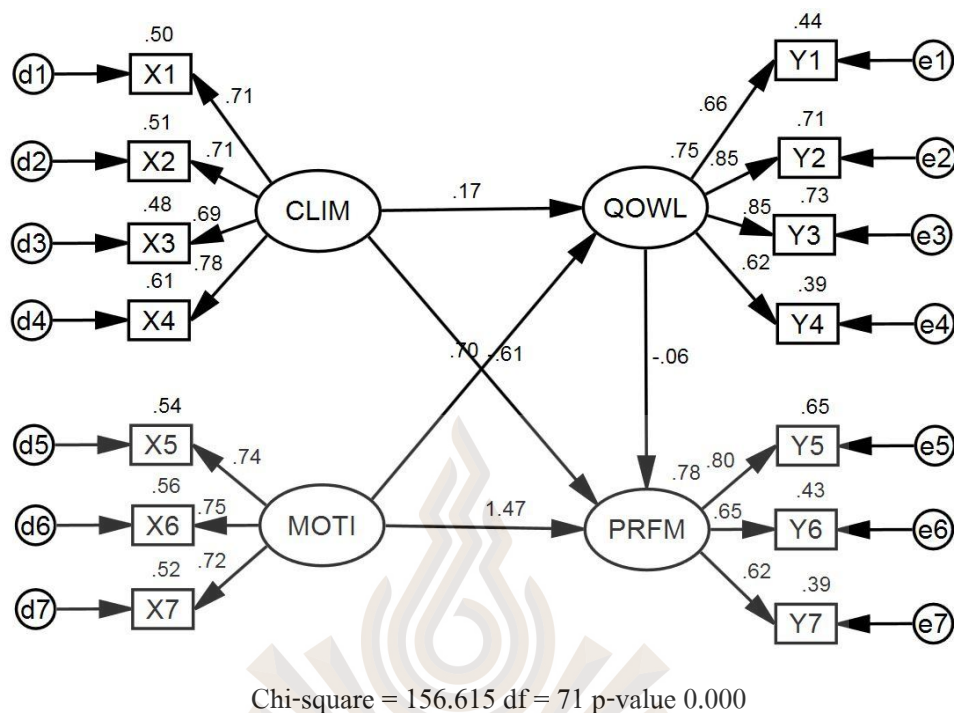 .50 .44
d1 X1 Y1 e1
.71 .66
.51 .75 .71
d2 X2 .71 .85 Y2 e2
CLIM .17 QOWL
.48 .69 .85 .73
d3 X3 Y3 e3
.61 .78 .62 .39
d4 X4 Y4 e4
.70 -.61 -.06
.54 .65
d5 X5 .74 Y5 e5
.78 .80
.56 .75 .43
d6 X6 MOTI 1.47 PRFM .65 Y6 e6
.52 .72 .62 .39
d7 X7 Y7 e7
Chi-square = 156.615 df = 71 p-value 0.000